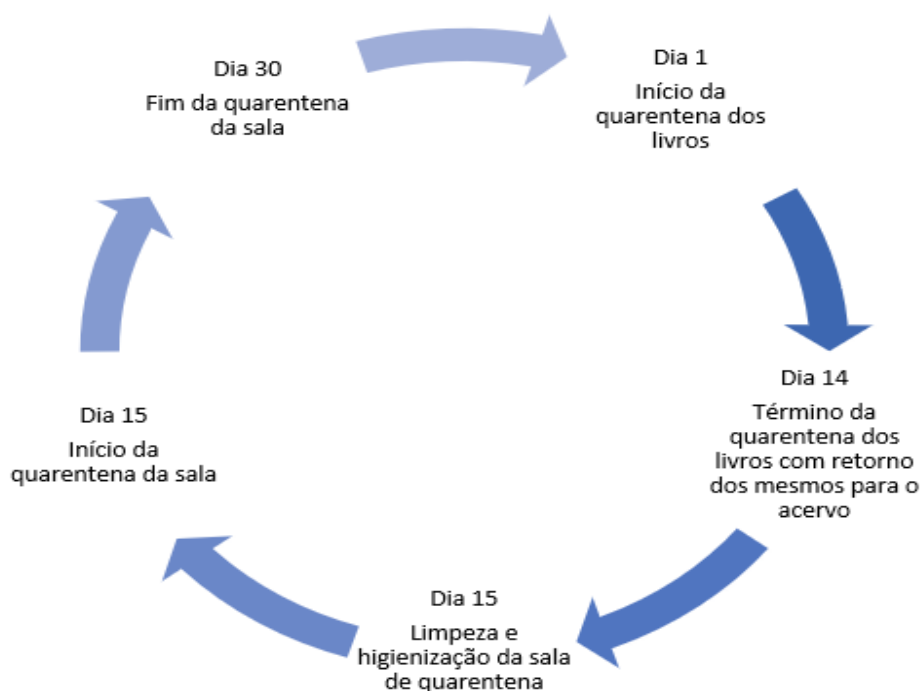 Dia 1
Início da
quarentena dos
livros
Dia 14
Término da
quarentena dos
livros com retorno
dos mesmos para o
acervo
Dia 15
Limpeza e
higienização da sala
de quarentena
Dia 15
Início da
quarentena da sala
Dia 30
Fim da quarentena
da sala